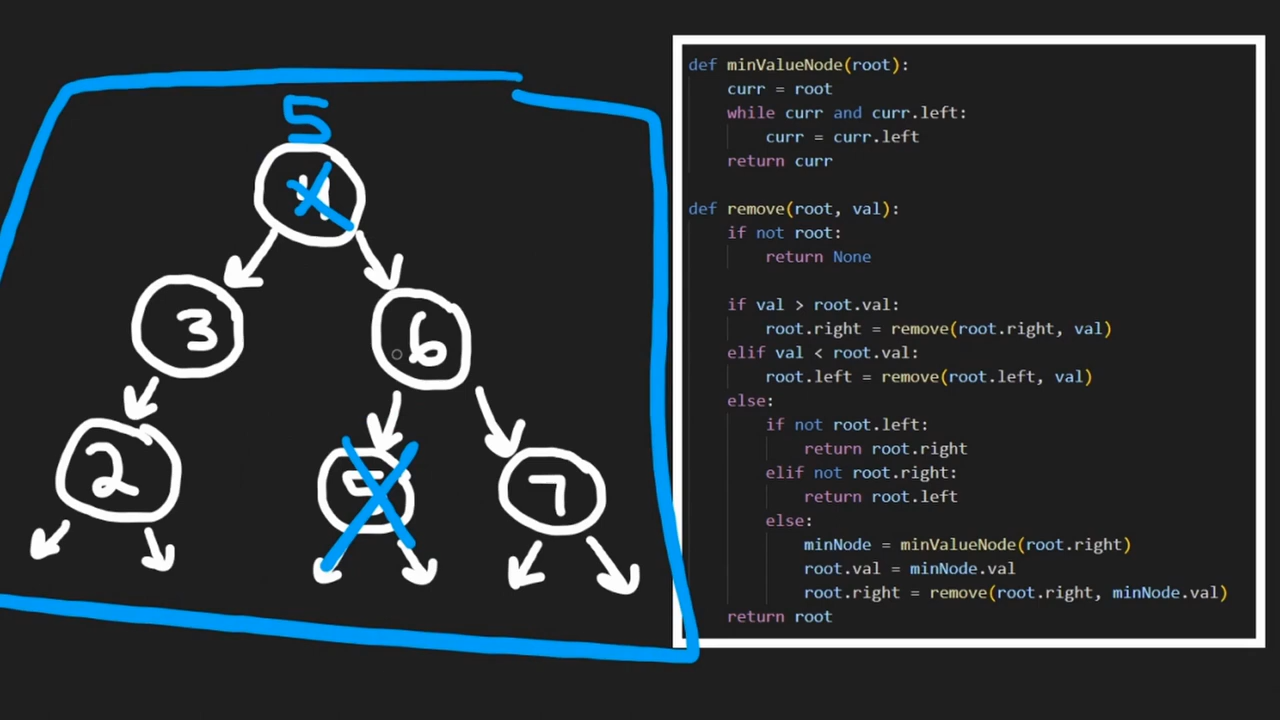 5
4
3
6
2
5
7
def minValueNode(root):
curr = root
while curr and curr.left:
curr = curr.left
return curr
def remove(root, val):
if not root:
return None
if val > root.val:
root.right = remove(root.right, val)
elif val < root.val:
root.left = remove(root.left, val)
else:
if not root.left:
return root.right
elif not root.right:
return root.left
else:
minNode = minValueNode(root.right)
root.val = minNode.val
root.right = remove(root.right, minNode.val)
return root